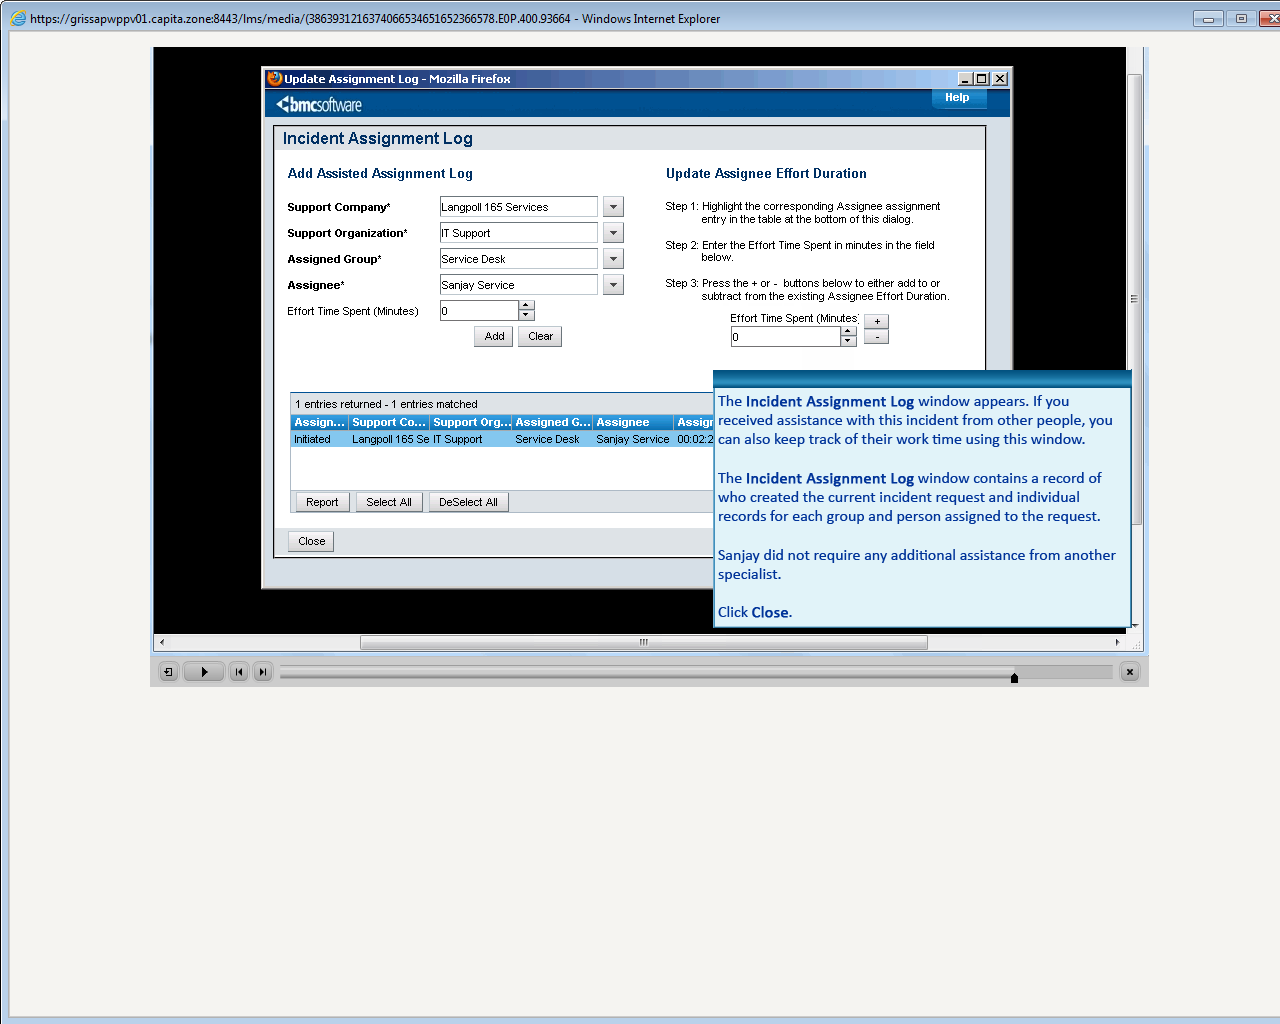 https://grissapwppv01.capita.zone:8443/lms/media/(3863931216374066534651652366578.E0P.400.93664 - Windows Internet Explorer
Update Assignment Log - Mozilla Firefox
bmcsoftware
Help
Incident Assignment Log
Add Assisted Assignment Log
Support Company*
Langpoll 165 Services
Support Organization*
IT Support
Assigned Group*
Service Desk
Assignee*
Sanjay Service
Effort Time Spent (Minutes)
0
Add
Clear
Update Assignee Effort Duration
Step 1: Highlight the corresponding Assignee assignment
entry in the table at the bottom of this dialog.
Step 2: Enter the Effort Time Spent in minutes in the field
below.
Step 3: Press the + or - buttons below to either add to or
subtract from the existing Assignee Effort Duration.
Effort Time Spent (Minutes)
0
+
-
1 entries returned - 1 entries matched
Assign... Support Co... Support Org... Assigned G... Assignee Assign
Initiated Langpoll 165 Se IT Support Service Desk Sanjay Service 00:02:2
Report
Select All
DeSelect All
Close
The Incident Assignment Log window appears. If you
received assistance with this incident from other people, you
can also keep track of their work time using this window.
The Incident Assignment Log window contains a record of
who created the current incident request and individual
records for each group and person assigned to the request.
Sanjay did not require any additional assistance from another
specialist.
Click Close.